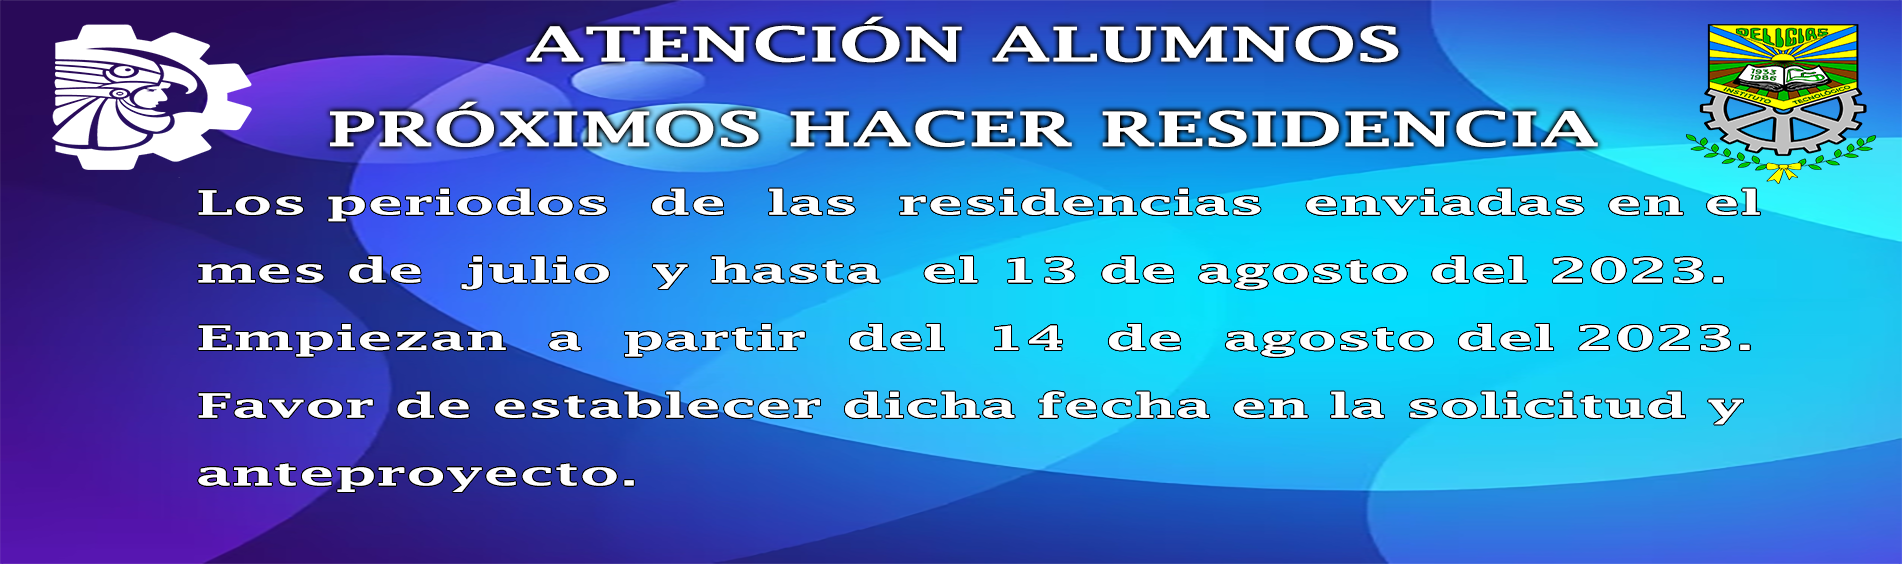 ATENCIÓN ALUMNOS
PRÓXIMOS HACER RESIDENCIA
Los periodos de las residencias enviadas en el
mes de julio y hasta el 13 de agosto del 2023.
Empiezan a partir del 14 de agosto del 2023.
Favor de establecer dicha fecha en la solicitud y
anteproyecto.
DELICIAS
1933
1986
INSTITUTO TECNOLÓGICO